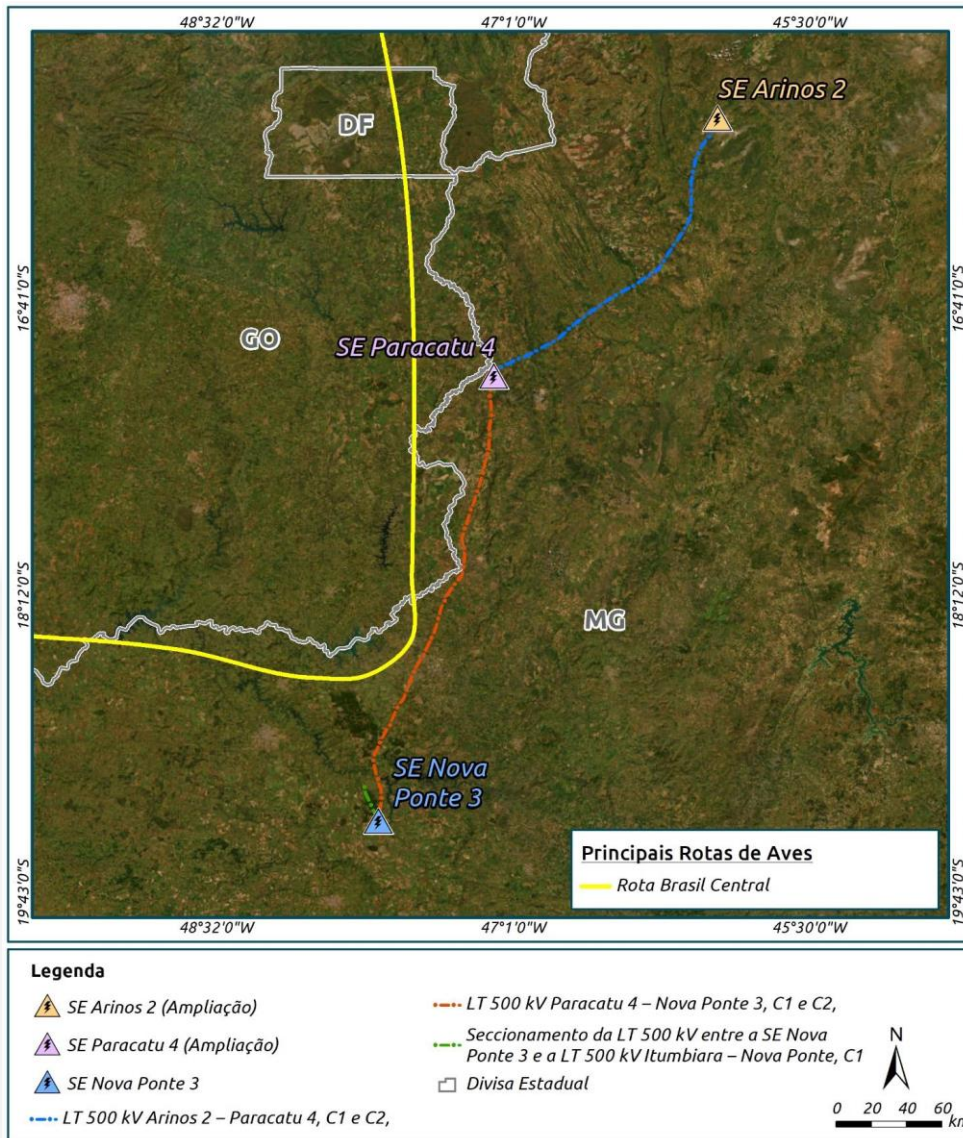 48°32'0"W
47°1'0"W
45°30'0"W
SE Arinos 2
DF
16°41'0"S
16°41'0"S
GO
SE Paracatu 4
18°12'0"S
18°12'0"S
MG
SE Nova
Ponte 3
Principais Rotas de Aves
Rota Brasil Central
19°43'0"S
19°43'0"S
48°32'0"W
47°1'0"W
45°30'0"W
Legenda
SE Arinos 2 (Ampliação)
SE Paracatu 4 (Ampliação)
SE Nova Ponte 3
LT 500 kV Arinos 2 – Paracatu 4, C1 e C2,
LT 500 kV Paracatu 4 – Nova Ponte 3, C1 e C2,
Seccionamento da LT 500 kV entre a SE Nova
Ponte 3 e a LT 500 kV Itumbiara – Nova Ponte, C1
Divisa Estadual
N
0 20 40 60
km